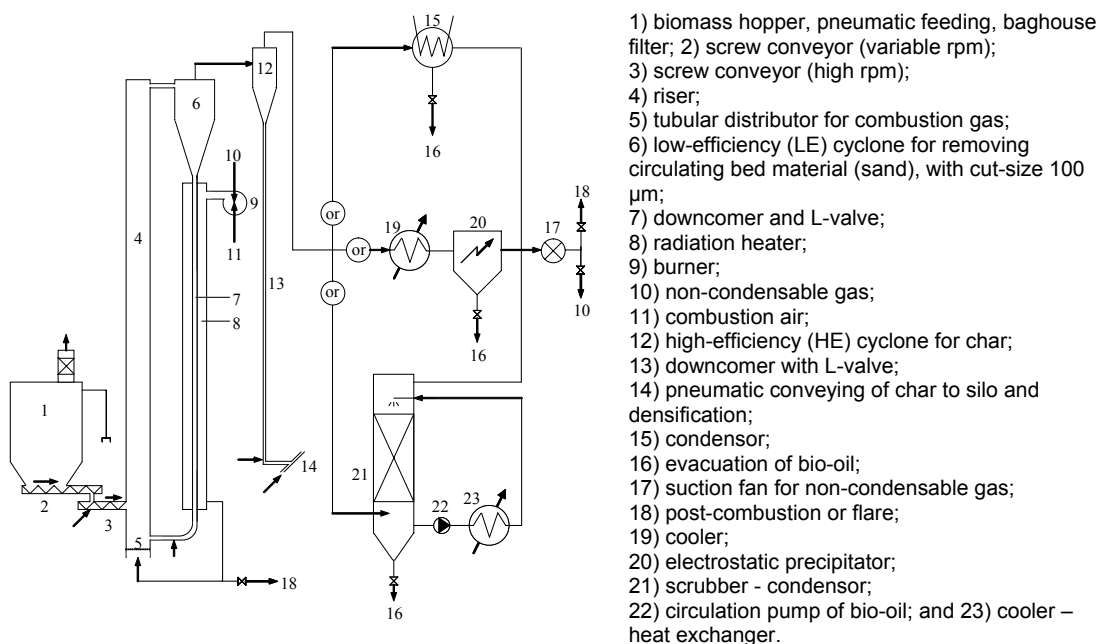 15
12
6
16
10
9
18
or
19
20
17
4
or
11
or
13
10
7
16
8
1
14
21
22
23
2
3
5
18
16
1) biomass hopper, pneumatic feeding, baghouse
filter; 2) screw conveyor (variable rpm);
3) screw conveyor (high rpm);
4) riser;
5) tubular distributor for combustion gas;
6) low-efficiency (LE) cyclone for removing
circulating bed material (sand), with cut-size 100
µm;
7) downcomer and L-valve;
8) radiation heater;
9) burner;
10) non-condensable gas;
11) combustion air;
12) high-efficiency (HE) cyclone for char;
13) downcomer with L-valve;
14) pneumatic conveying of char to silo and
densification;
15) condensor;
16) evacuation of bio-oil;
17) suction fan for non-condensable gas;
18) post-combustion or flare;
19) cooler;
20) electrostatic precipitator;
21) scrubber - condensor;
22) circulation pump of bio-oil; and 23) cooler –
heat exchanger.